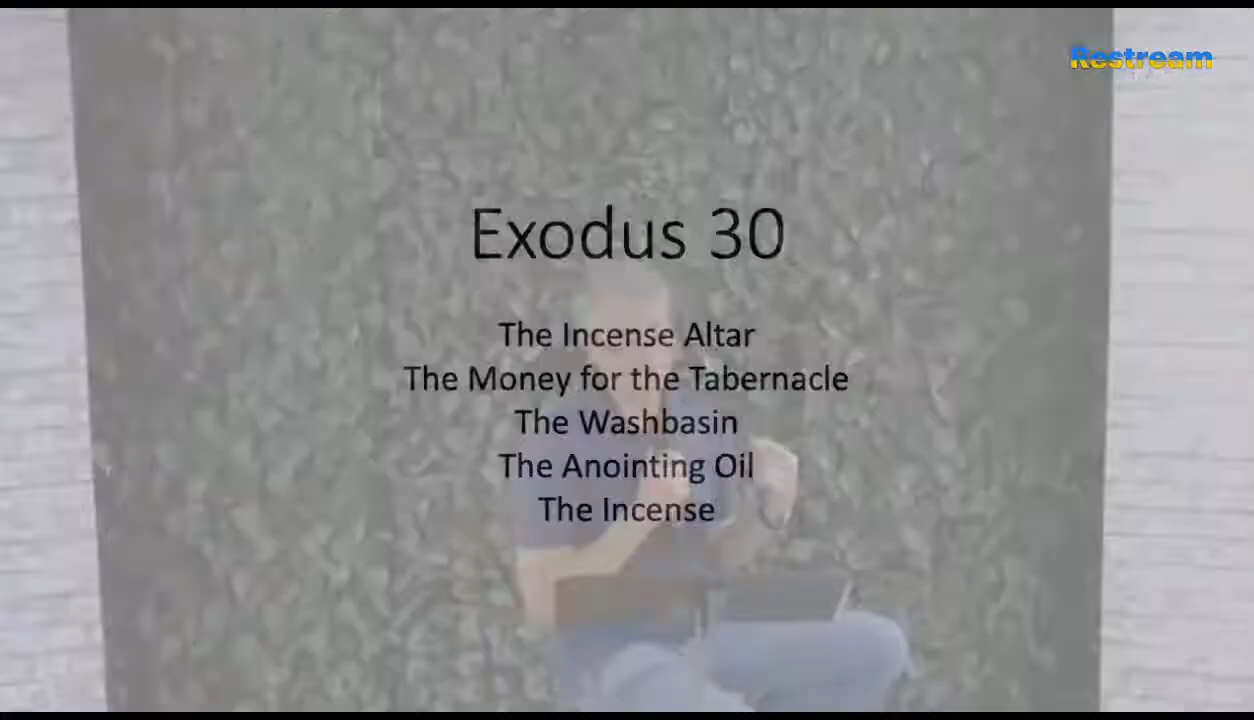 Restream
Exodus 30
The Incense Altar
The Money for the Tabernacle
The Washbasin
The Anointing Oil
The Incense